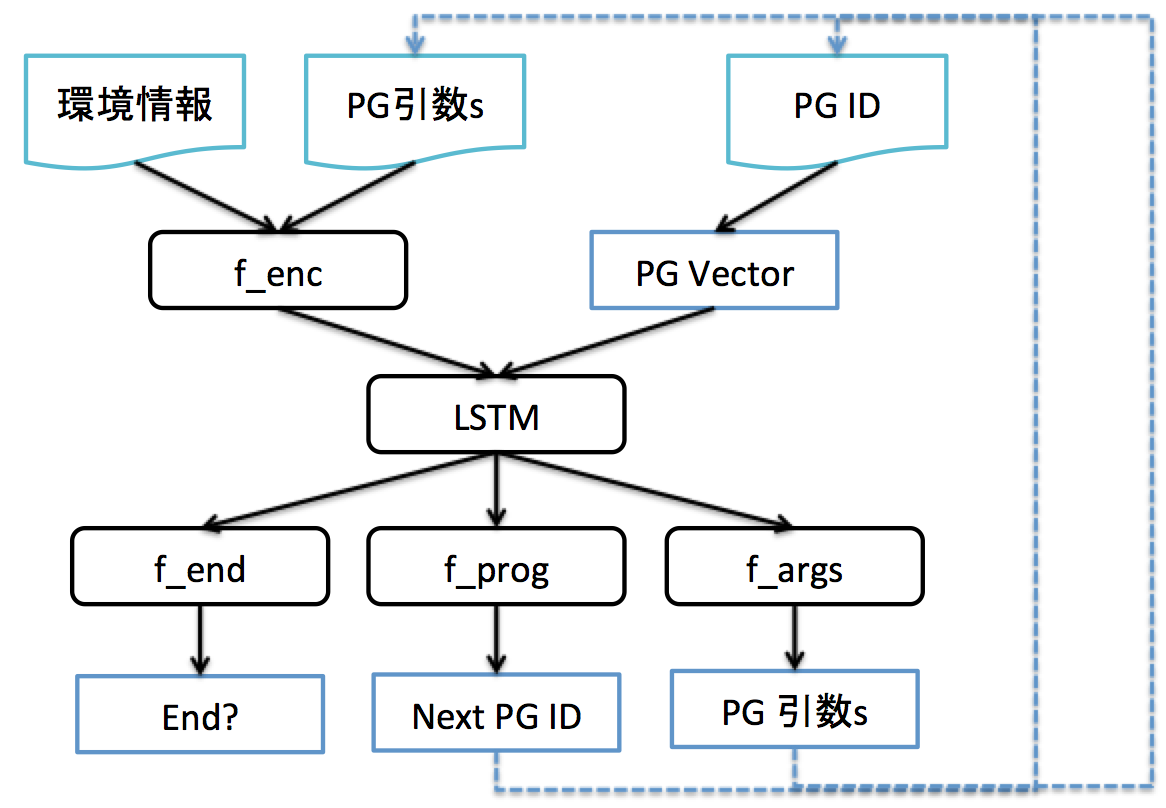 環境情報
PG引数s
PG ID
f_enc
PG Vector
LSTM
f_end
f_prog
f_args
End?
Next PG ID
PG 引数s